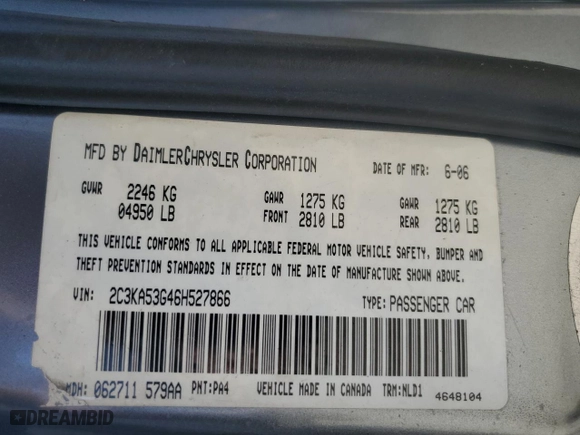 MFD BY DAIMLERCHRYSLER CORPORATION DATE OF MFR: 6-06
GVWR 2246 KG GAWR 1275 KG GAWR 1275 KG
04950 LB FRONT 2810 LB REAR 2810 LB
THIS VEHICLE CONFORMS TO ALL APPLICABLE FEDERAL MOTOR VEHICLE SAFETY, BUMPER AND
THEFT PREVENTION STANDARDS IN EFFECT ON THE DATE OF MANUFACTURE SHOWN ABOVE.
VIN: 2C3KA53G46H527866 TYPE: PASSENGER CAR
MDH: 062711 579AA PNT:PA4 VEHICLE MADE IN CANADA TRM:NLD1
4648104
DREAMBID